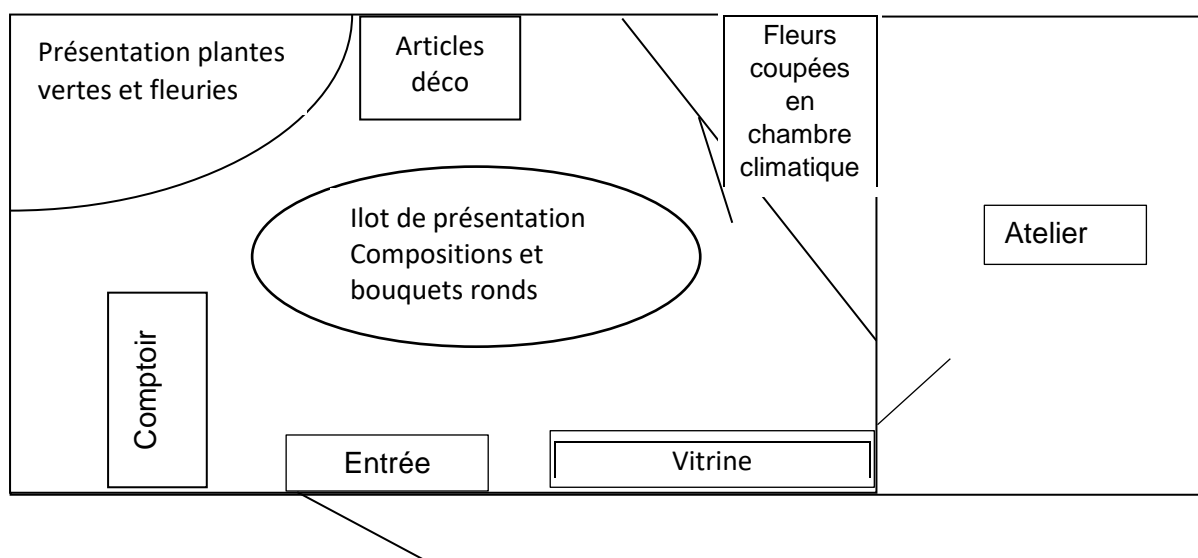 Présentation plantes
vertes et fleuries
Articles
déco
Fleurs
coupées
en
chambre
climatique
Ilot de présentation
Compositions et
bouquets ronds
Atelier
Comptoir
Entrée
Vitrine